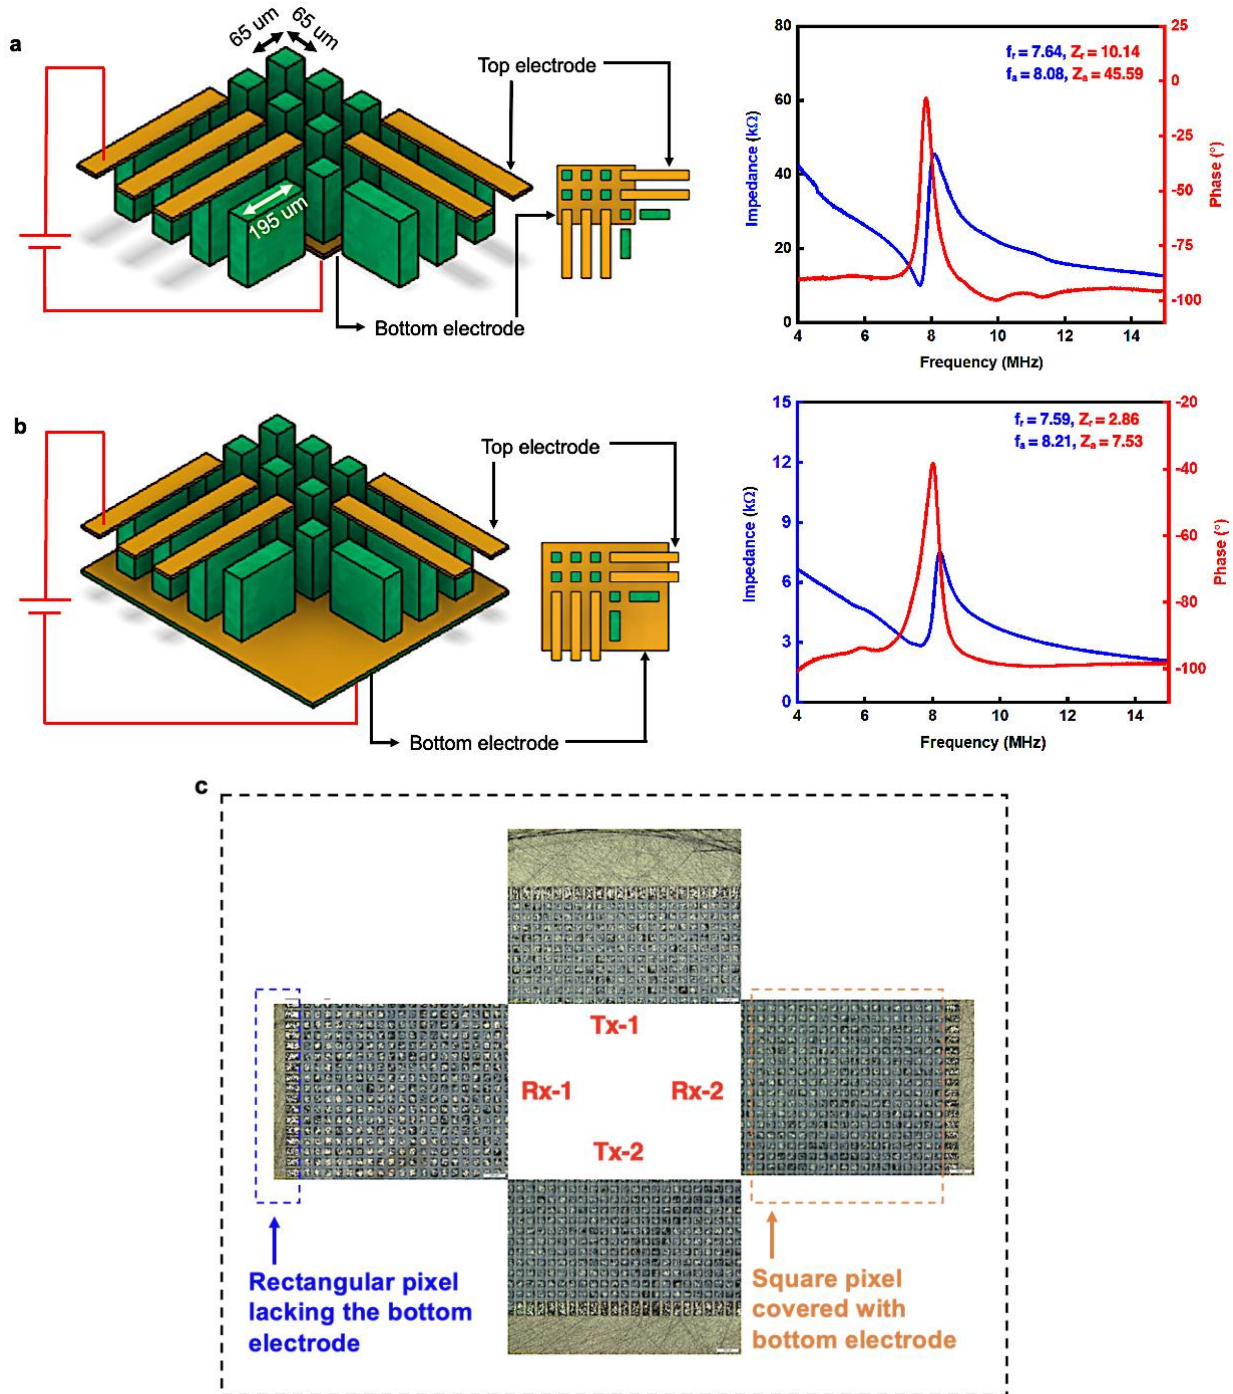 a
65 um
65 um
195 um
Top electrode
Bottom electrode
80
60
40
20
0
Impedance (kΩ)
fᵣ = 7.64, Zᵣ = 10.14
fₐ = 8.08, Zₐ = 45.59
25
0
-25
-50
-75
-100
Phase (°)
4
6
8
10
12
14
Frequency (MHz)
b
Top electrode
Bottom electrode
15
12
9
6
3
0
Impedance (kΩ)
fᵣ = 7.59, Zᵣ = 2.86
fₐ = 8.21, Zₐ = 7.53
-20
-40
-60
-80
-100
Phase (°)
4
6
8
10
12
14
Frequency (MHz)
c
Tx-1
Rx-1
Rx-2
Tx-2
Rectangular pixel
lacking the bottom
electrode
Square pixel
covered with
bottom electrode